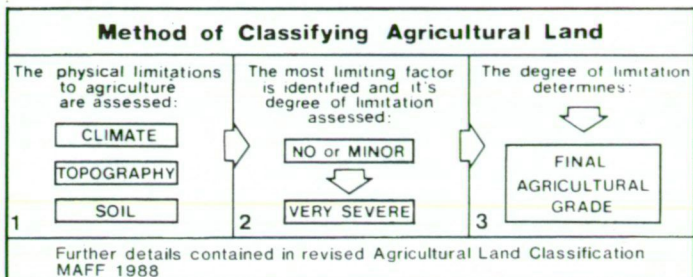 Method of Classifying Agricultural Land
The physical limitations
to agriculture
are assessed:
CLIMATE
TOPOGRAPHY
SOIL
1
The most limiting factor
is identified and it's
degree of limitation
assessed:
NO or MINOR
VERY SEVERE
2
The degree of limitation
determines:
FINAL
AGRICULTURAL
GRADE
3
Further details contained in revised Agricultural Land Classification
MAFF 1988